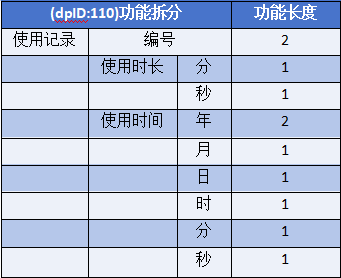 (dpID:110)功能拆分 功能长度
使用记录 编号 2
使用时长 分 1
秒 1
使用时间 年 2
月 1
日 1
时 1
分 1
秒 1